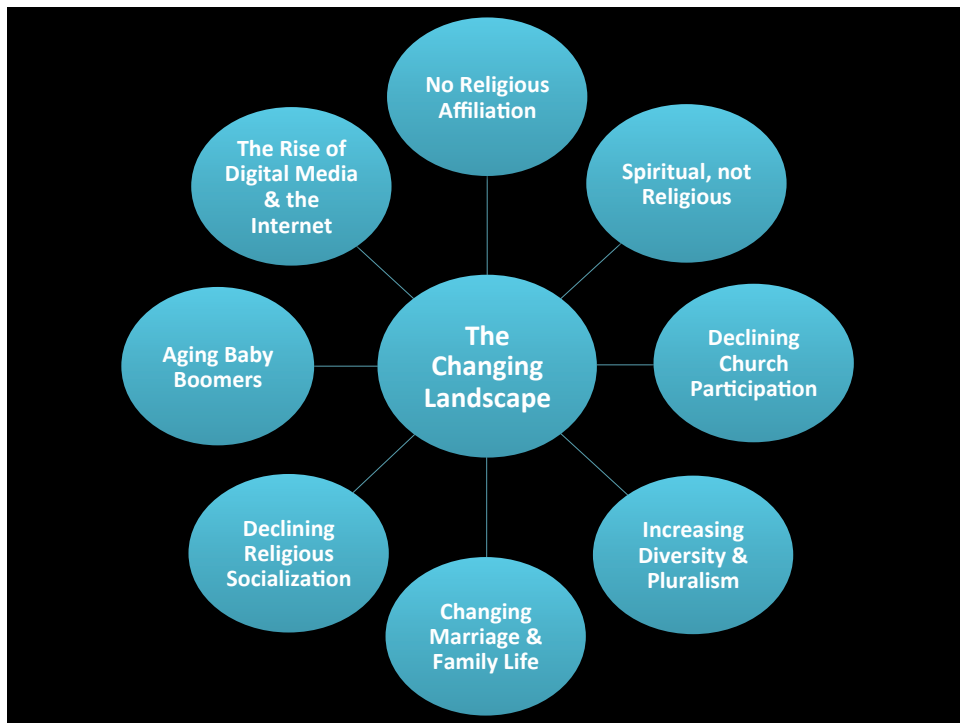 No Religious
Affiliation
Spiritual, not
Religious
Declining
Church
Participation
Increasing
Diversity &
Pluralism
Changing
Marriage &
Family Life
Declining
Religious
Socialization
Aging Baby
Boomers
The Rise of
Digital Media
& the
Internet
The
Changing
Landscape